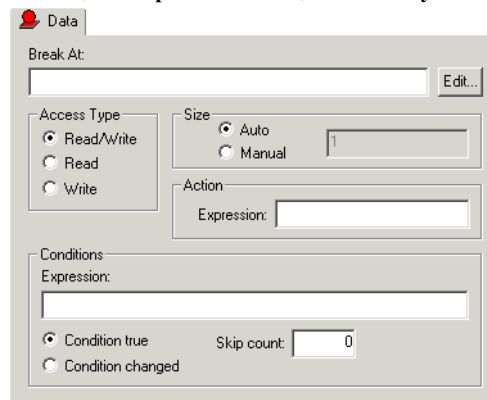 Data
Break At:
Edit...
Access Type
Read/Write
Read
Write
Size
Auto
Manual
1
Action
Expression:
Conditions
Expression:
Condition true
Condition changed
Skip count: 0